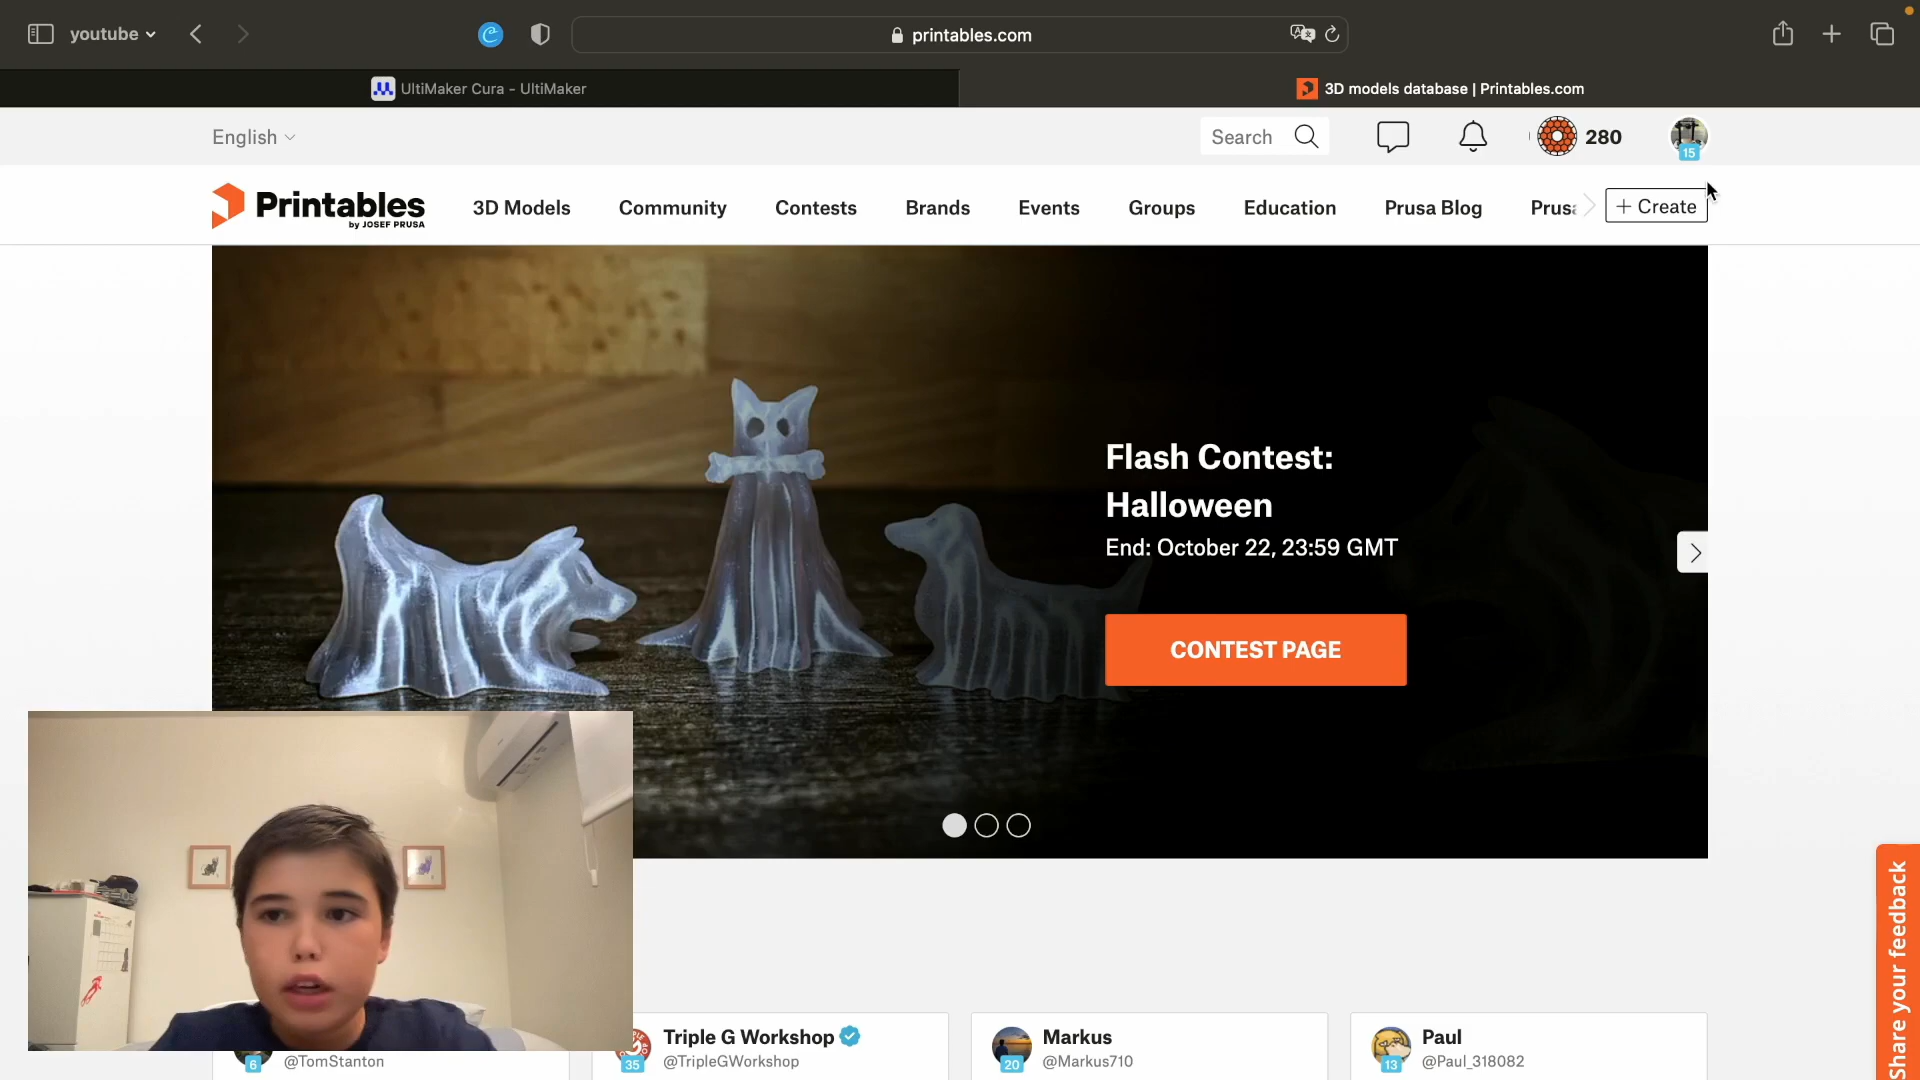 youtube
printables.com
UltiMaker Cura - UltiMaker
3D models database | Printables.com
English
Search
280
15
Printables
by JOSEF PRUSA
3D Models
Community
Contests
Brands
Events
Groups
Education
Prusa Blog
Prusa
+ Create
Flash Contest:
Halloween
End: October 22, 23:59 GMT
CONTEST PAGE
Share your feedback
6
@TomStanton
35
Triple G Workshop
@TripleGWorkshop
20
Markus
@Markus710
13
Paul
@Paul_318082